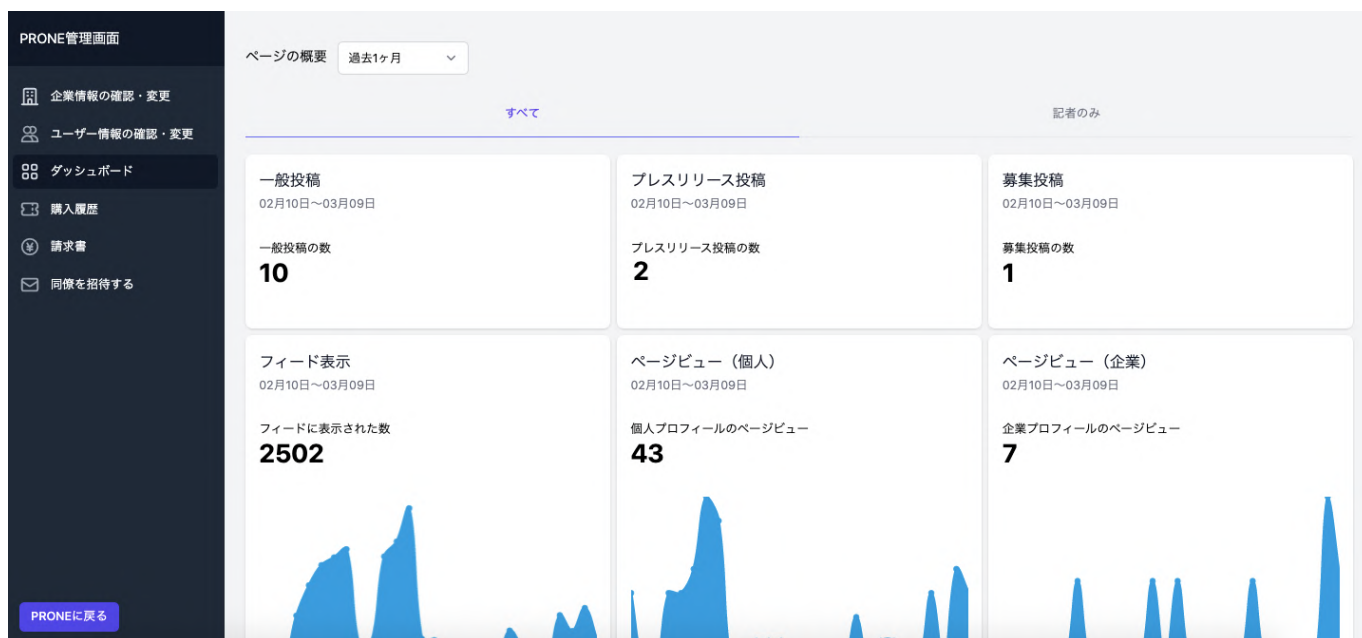 PRONE管理画面
企業情報の確認・変更
ユーザー情報の確認・変更
ダッシュボード
購入履歴
請求書
同僚を招待する
PRONEに戻る
ページの概要 過去1ヶ月
すべて 記者のみ
一般投稿
02月10日〜03月09日
一般投稿の数
10
プレスリリース投稿
02月10日〜03月09日
プレスリリース投稿の数
2
募集投稿
02月10日〜03月09日
募集投稿の数
1
フィード表示
02月10日〜03月09日
フィードに表示された数
2502
ページビュー（個人）
02月10日〜03月09日
個人プロフィールのページビュー
43
ページビュー（企業）
02月10日〜03月09日
企業プロフィールのページビュー
7